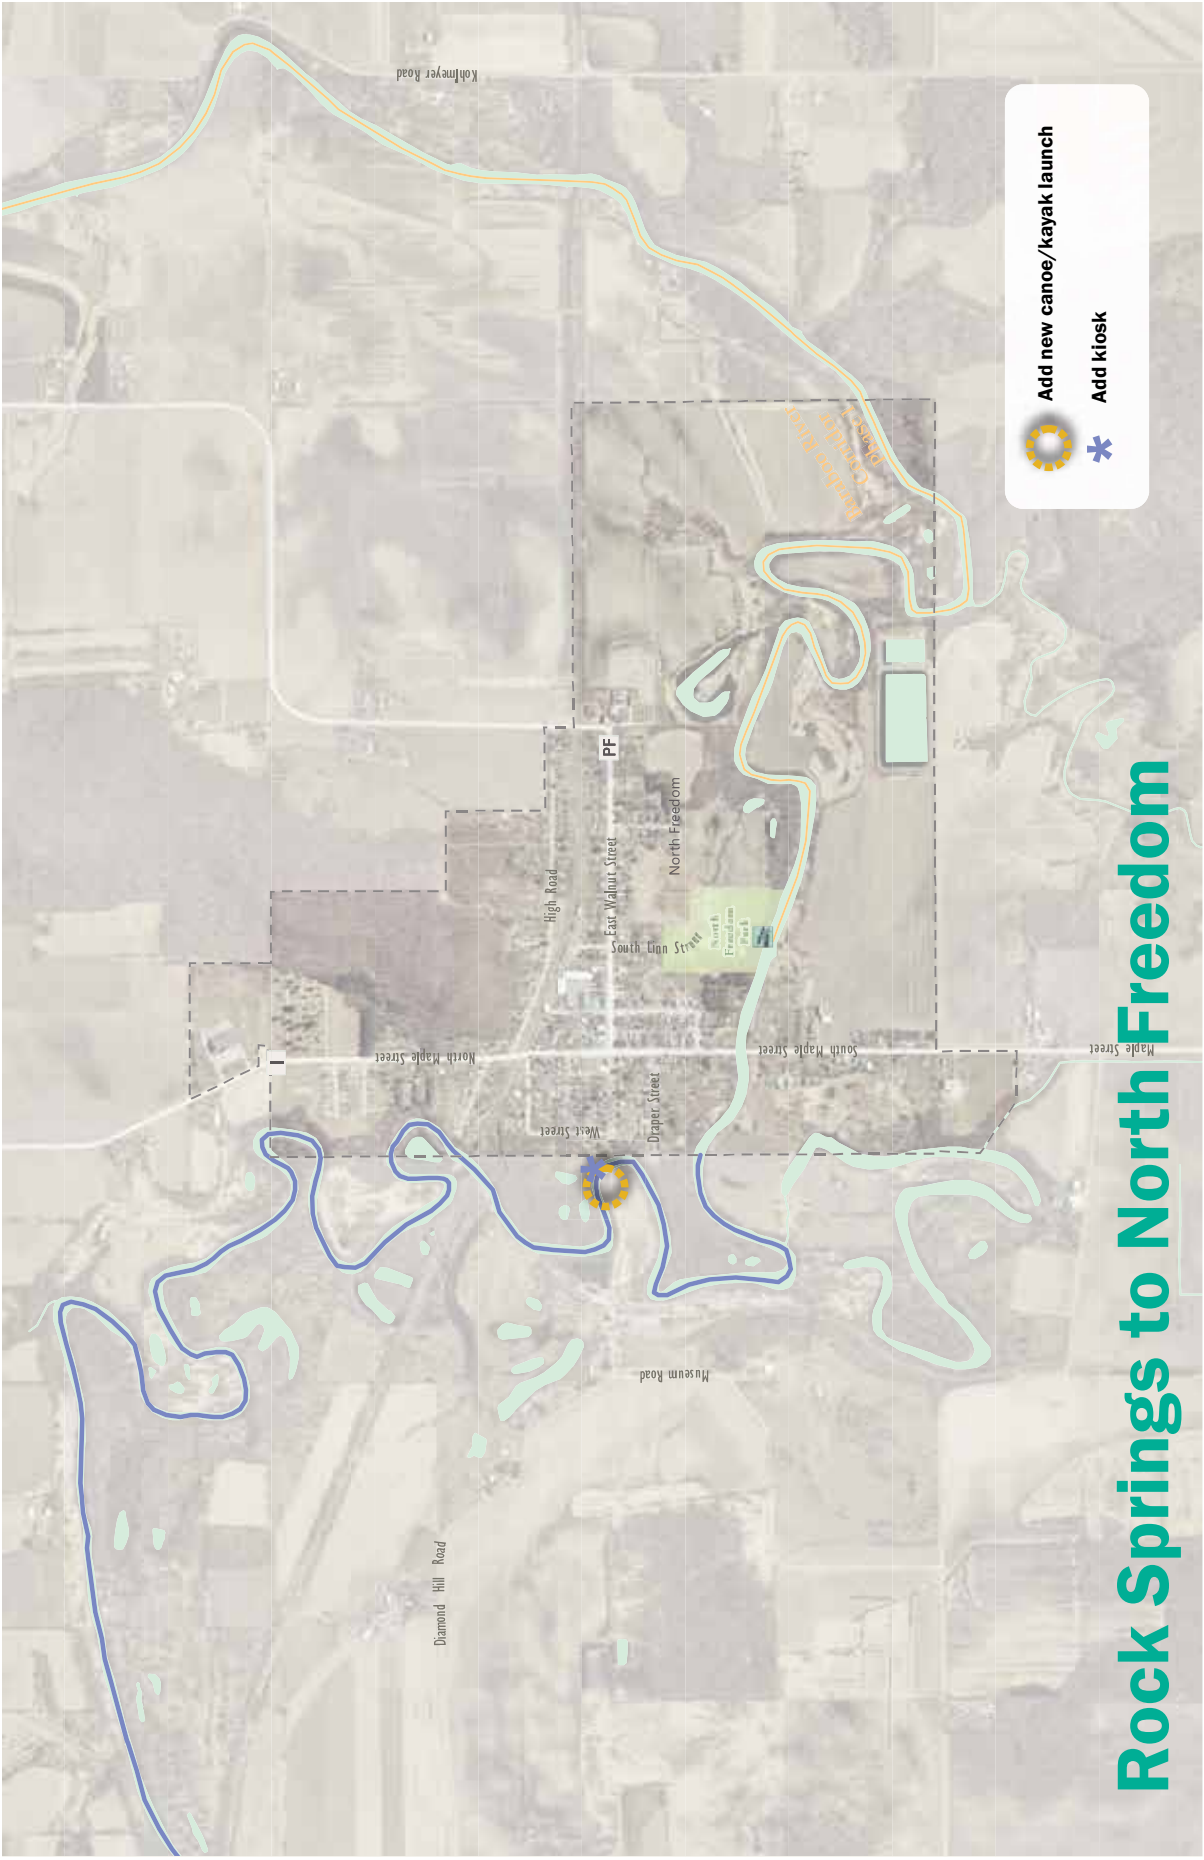 Rock Springs to North Freedom
Add new canoe/kayak launch
Add kiosk
Kohlmeyer Road
Baraboo River
Corridor
Phase 1
PF
High Road
East Walnut Street
North Freedom
South Linn Street
North
Freedom
Park
I
North Maple Street
South Maple Street
Maple Street
West Street
Draper Street
Museum Road
Diamond Hill Road